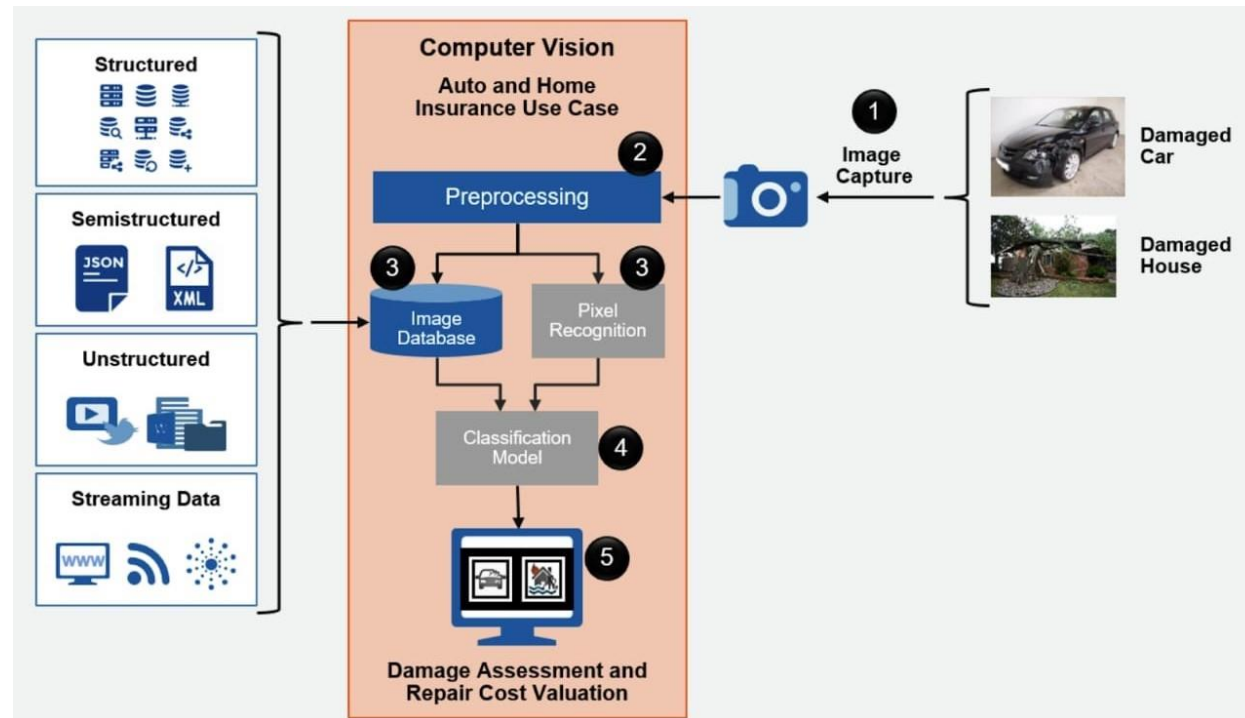 Structured
Semistructured
JSON
</>
XML
Unstructured
W
Streaming Data
WWW
Computer Vision
Auto and Home
Insurance Use Case
2
Preprocessing
3
3
Image
Database
Pixel
Recognition
Classification
Model
4
5
Damage Assessment and
Repair Cost Valuation
1
Image
Capture
Damaged
Car
Damaged
House